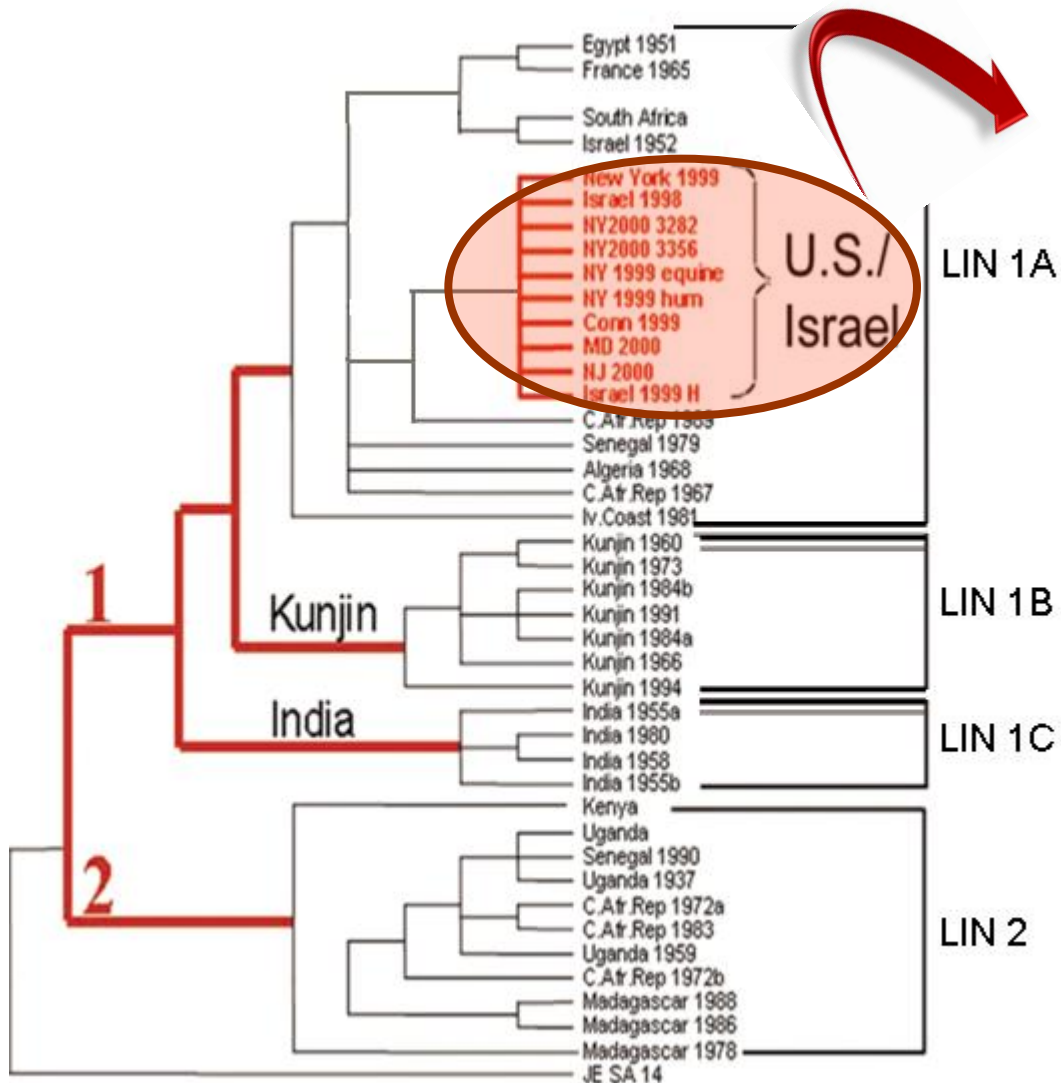 Egypt 1951
France 1965
South Africa
Israel 1952
New York 1999
Israel 1998
NY2000 3282
NY2000 3356
NY 1999 equine
NY 1999 hum
Conn 1999
MD 2000
NJ 2000
Israel 1999 H
U.S./
Israel
C.Afr.Rep 1989
Senegal 1979
Algeria 1968
C.Afr.Rep 1967
Iv.Coast 1981
LIN 1A
Kunjin 1960
Kunjin 1973
Kunjin 1984b
Kunjin 1991
Kunjin 1984a
Kunjin 1966
Kunjin 1994
LIN 1B
1
Kunjin
India
India 1955a
India 1980
India 1958
India 1955b
LIN 1C
Kenya
Uganda
Senegal 1990
Uganda 1937
C.Afr.Rep 1972a
C.Afr.Rep 1983
Uganda 1959
C.Afr.Rep 1972b
Madagascar 1988
Madagascar 1986
Madagascar 1978
LIN 2
2
JE SA 14